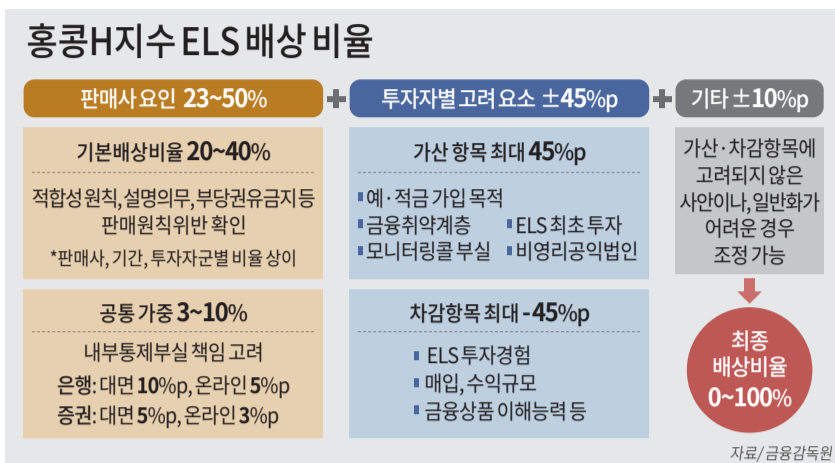 홍콩H지수 ELS 배상 비율
판매사 요인 23~50%
기본배상비율 20~40%
적합성 원칙, 설명의무, 부당권유금지 등
판매원칙 위반 확인
*판매사, 기간, 투자자군별 비율 상이
공통 가중 3~10%
내부통제부실 책임 고려
은행: 대면 10%p, 온라인 5%p
증권: 대면 5%p, 온라인 3%p
+
투자자별 고려 요소 ±45%p
가산 항목 최대 45%p
예·적금 가입 목적
금융취약계층
ELS 최초 투자
모니터링콜 부실
비영리공익법인
차감항목 최대 -45%p
ELS 투자경험
매입, 수익규모
금융상품 이해능력 등
+
기타 ±10%p
가산·차감항목에
고려되지 않은
사안이나, 일반화가
어려운 경우
조정 가능
최종
배상비율
0~100%
자료/금융감독원